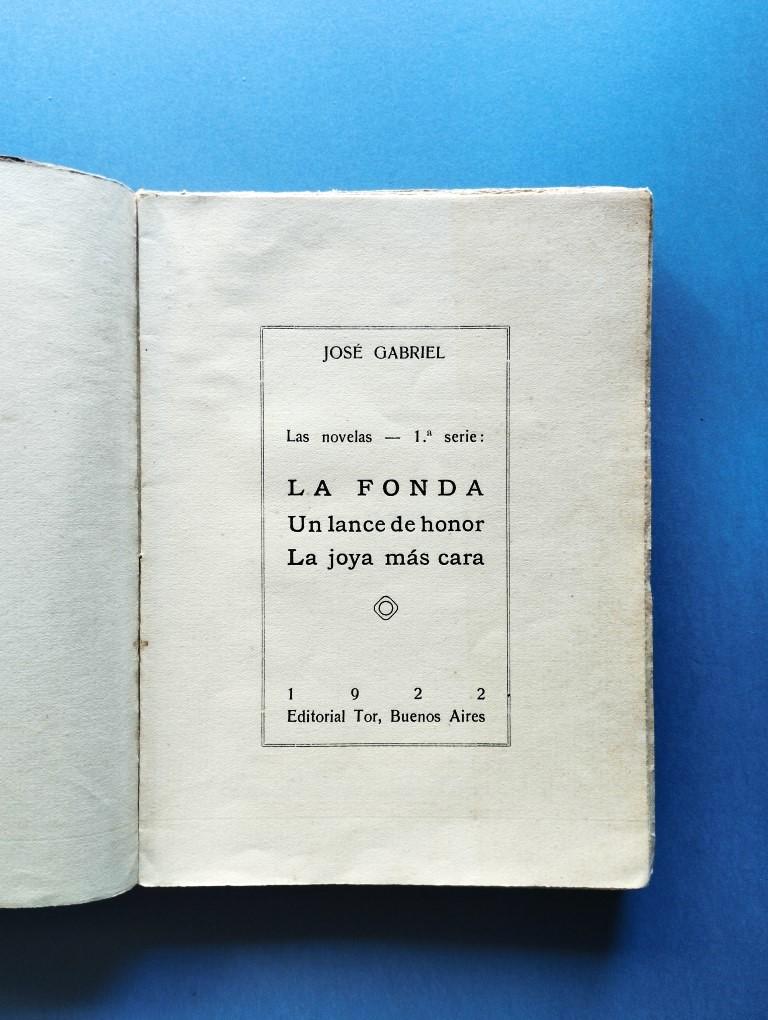 JOSÉ GABRIEL
Las novelas — 1.ª serie:
LA FONDA
Un lance de honor
La joya más cara
1 9 2 2
Editorial Tor, Buenos Aires